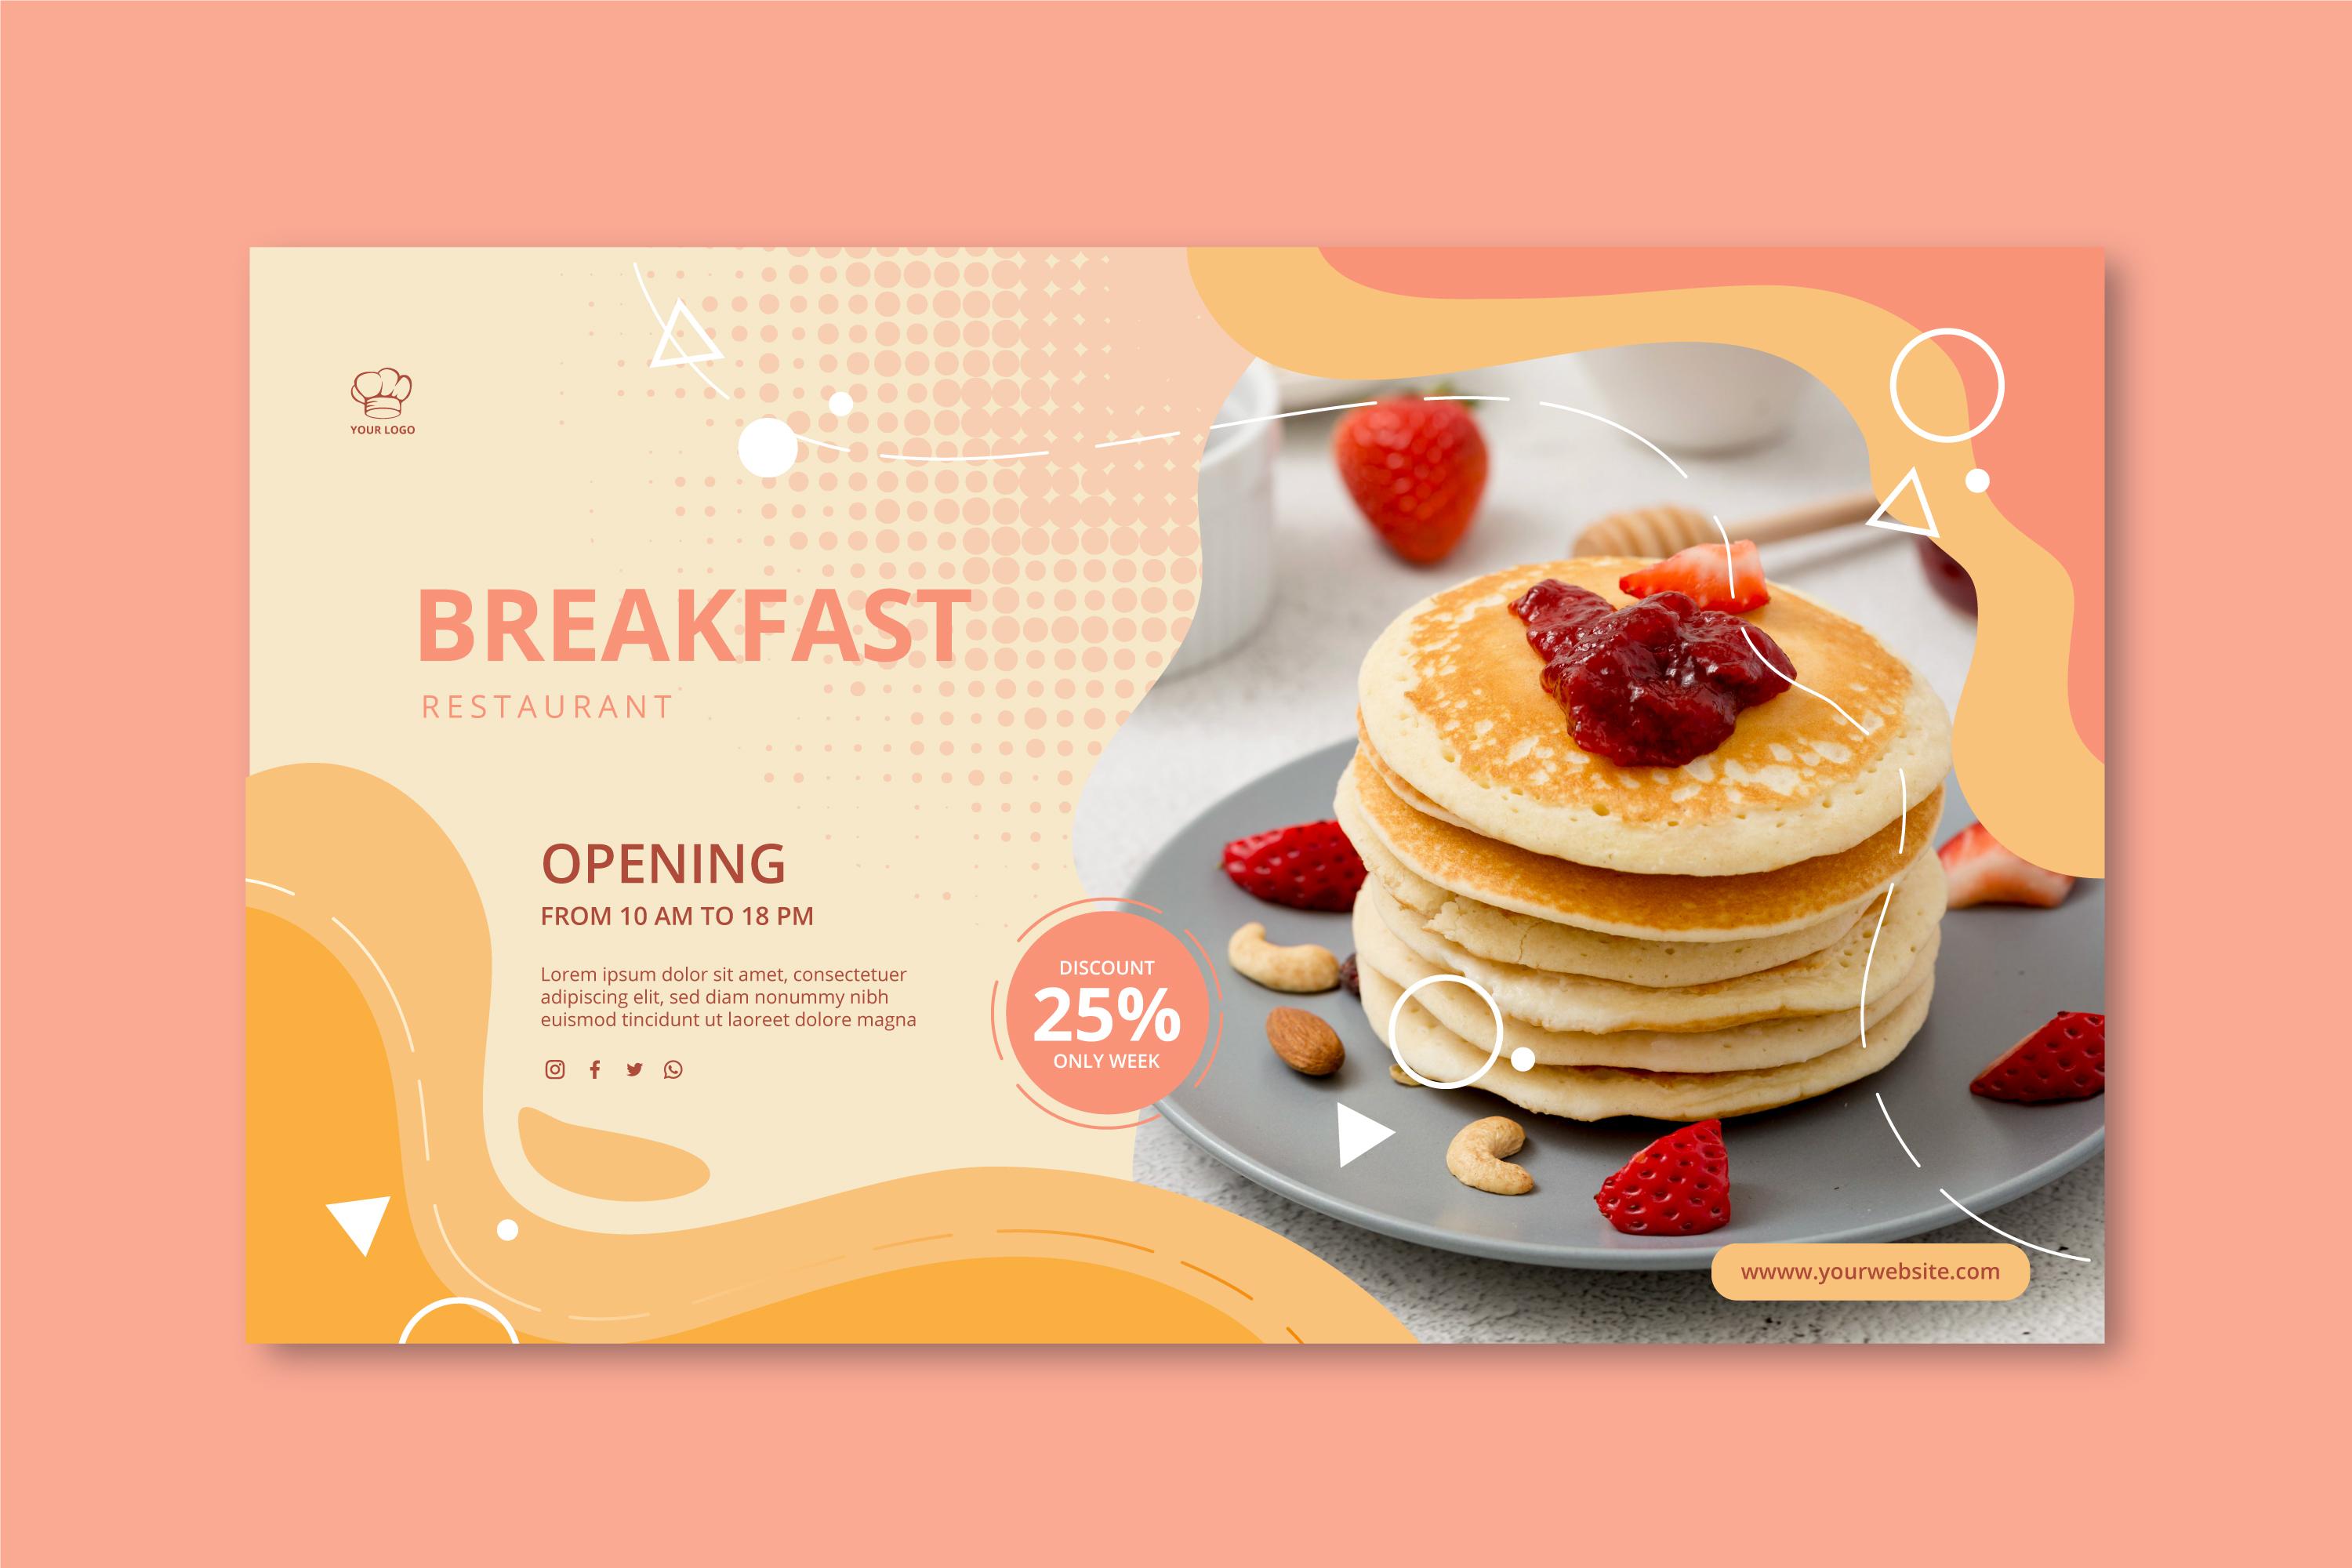 YOUR LOGO
BREAKFAST
RESTAURANT
OPENING
FROM 10 AM TO 18 PM
Lorem ipsum dolor sit amet, consectetuer
adipiscing elit, sed diam nonummy nibh
euismod tincidunt ut laoreet dolore magna
DISCOUNT
25%
ONLY WEEK
wwww.yourwebsite.com